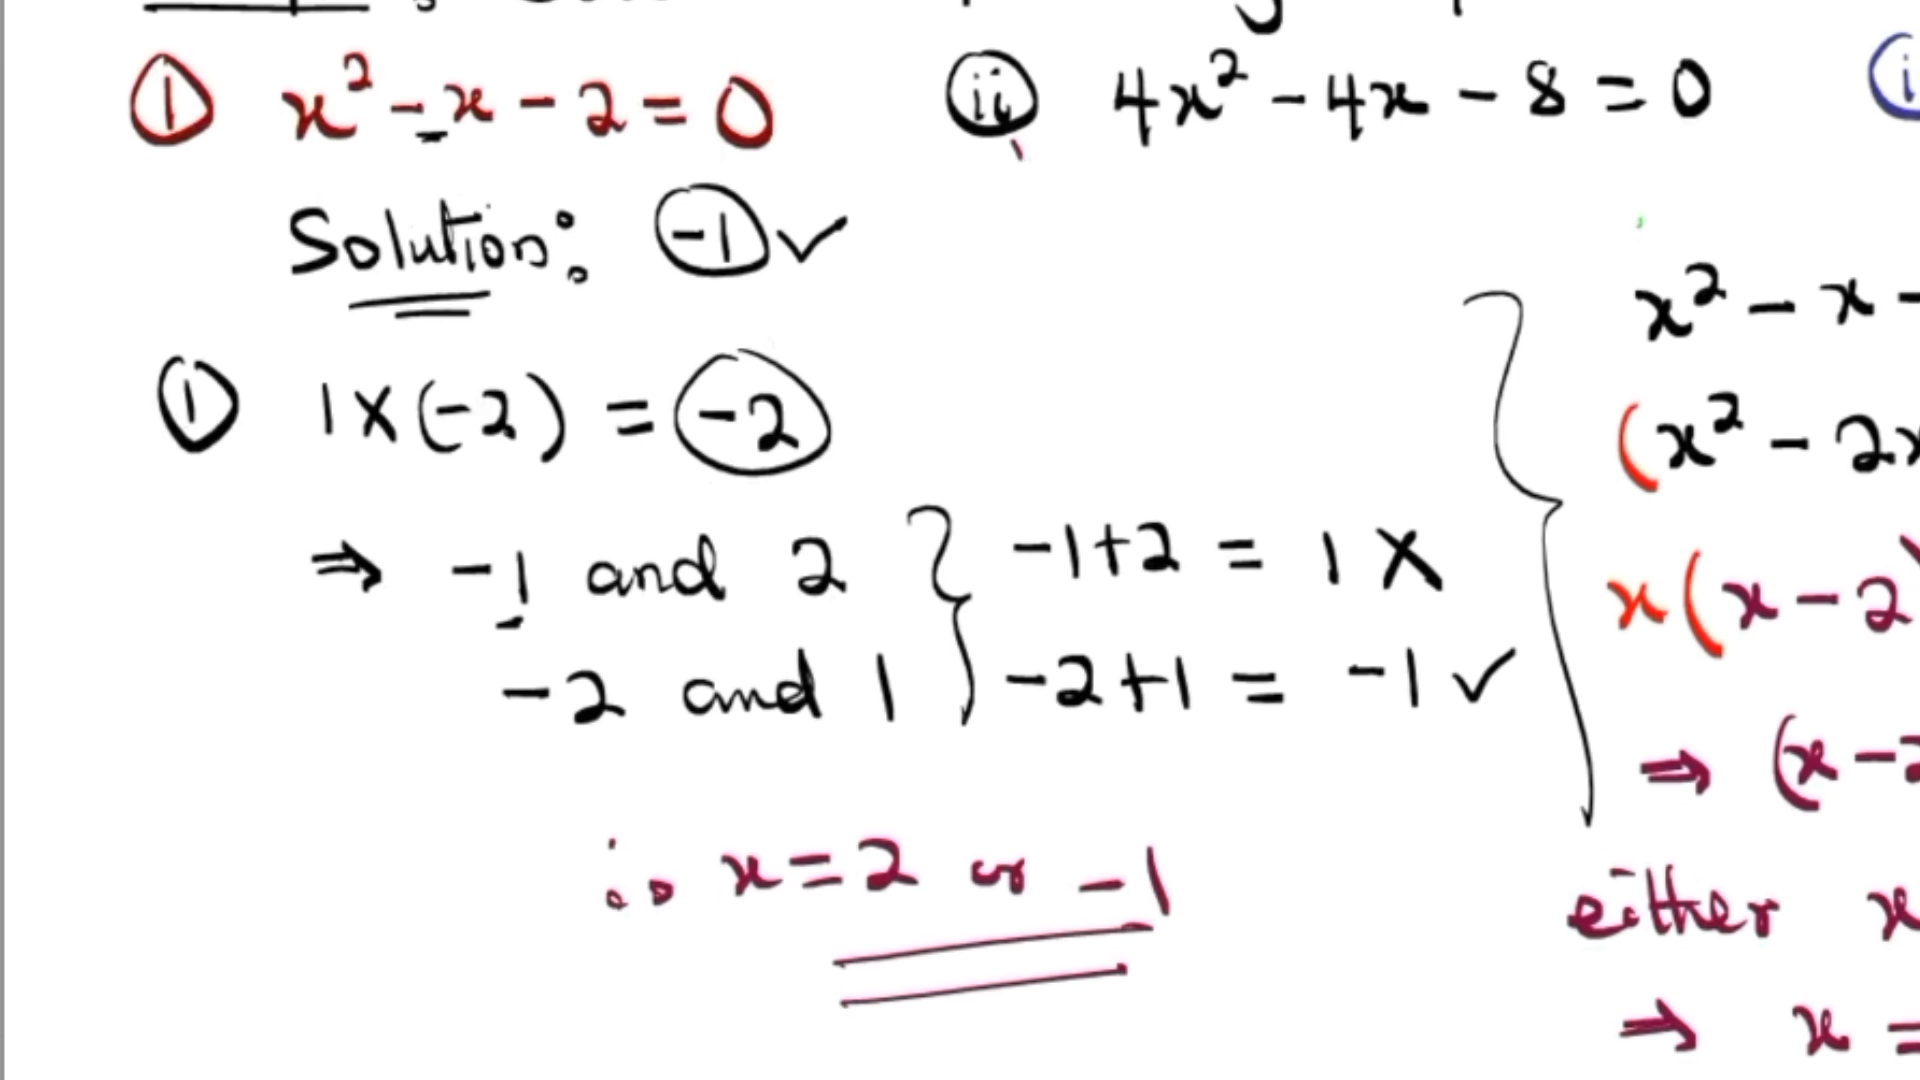 ① x² - x - 2 = 0
ii 4x² - 4x - 8 = 0
Solution: -1 ✓
① 1 X (-2) = -2
⇒ -1 and 2 } -1+2 = 1 X
-2 and 1 } -2+1 = -1 ✓
∴ x = 2 or -1
x² - x -
(x² - 2x
x(x - 2)
⇒ (x - 2
either x
⇒ x =